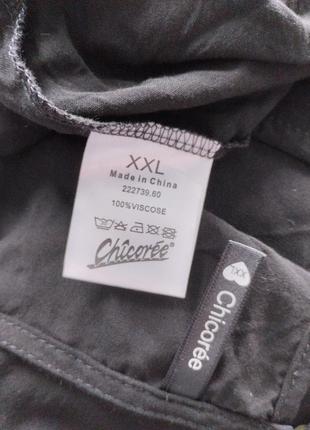 XXL
Made in China
222739.60
100%VISCOSE
Chicorée®
XXL
Chicorée